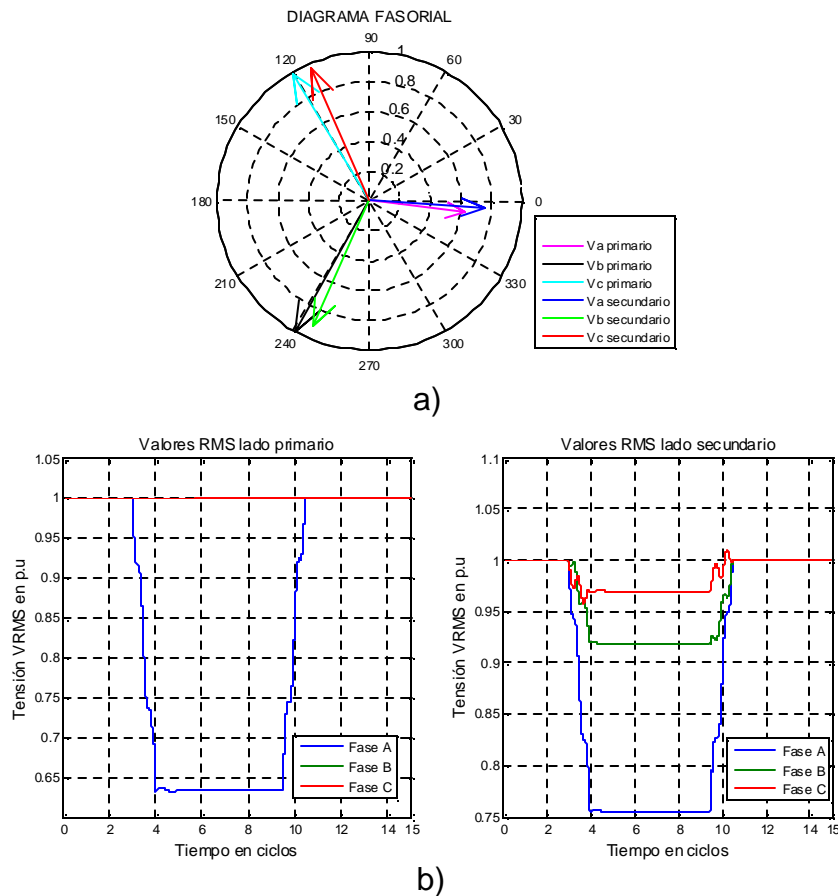 DIAGRAMA FASORIAL
90
1
120
60
0.8
0.6
150
30
0.4
0.2
180
0
210
330
240
300
270
Va primario
Vb primario
Vc primario
Va secundario
Vb secundario
Vc secundario
a)
Valores RMS lado primario
1.05
1
0.95
0.9
0.85
0.8
0.75
0.7
0.65
Tensión VRMS en p.u
Fase A
Fase B
Fase C
0 2 4 6 8 10 12 14 15
Tiempo en ciclos
Valores RMS lado secundario
1.1
1.05
1
0.95
0.9
0.85
0.8
0.75
Tensión VRMS en p.u
Fase A
Fase B
Fase C
0 2 4 6 8 10 12 14 15
Tiempo en ciclos
b)